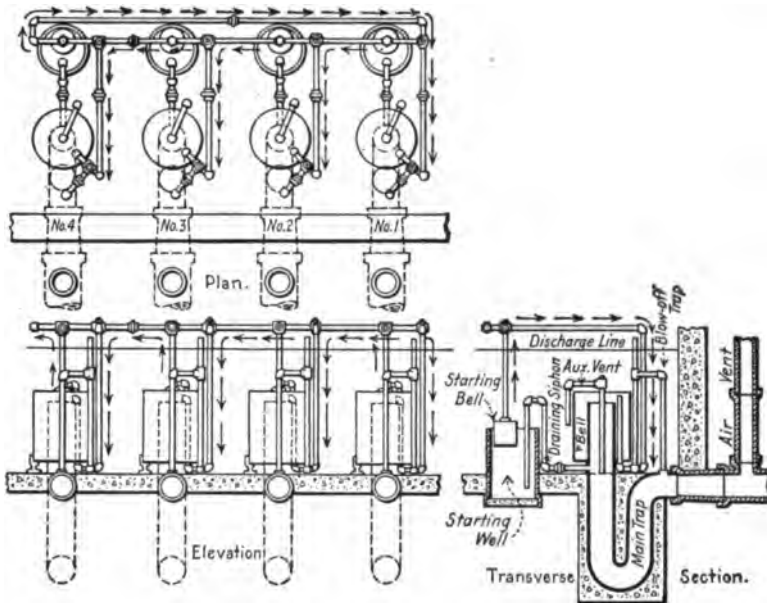 No.4 No.3 No.2 No.1
Plan.
Elevation
Discharge Line
Blow-off
Trap
Starting
Bell
Draining Siphon
Aux. Vent
Bell
Air Vent
Starting
Well
Main Trap
Transverse Section.